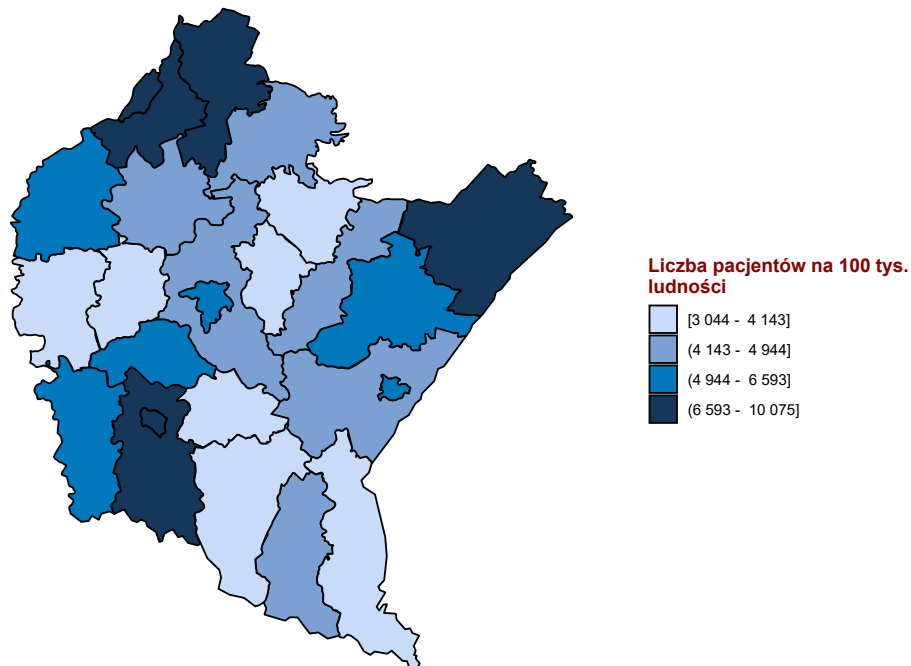 Liczba pacjentów na 100 tys.
ludności
[3 044 - 4 143]
(4 143 - 4 944]
(4 944 - 6 593]
(6 593 - 10 075]